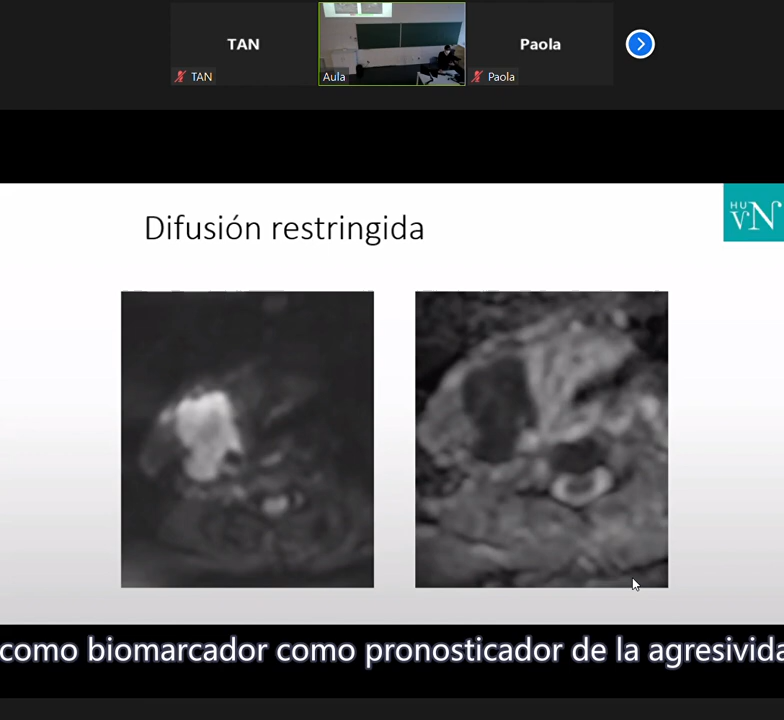 TAN
Paola
TAN
Aula
Paola
Difusión restringida
HU
VN
como biomarcador como pronosticador de la agresivida